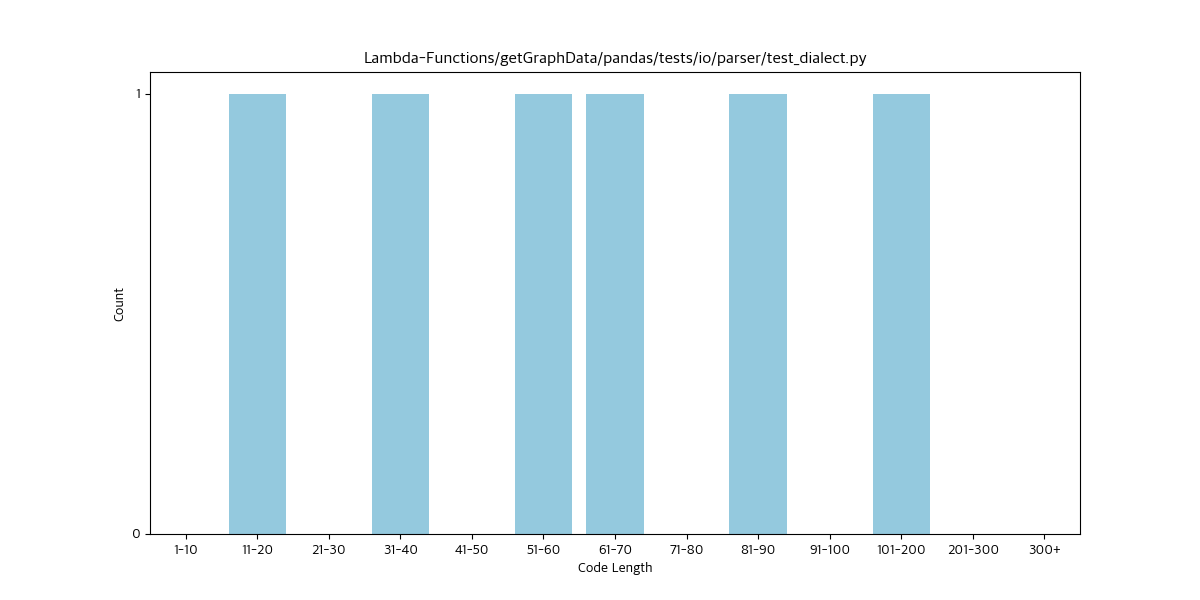 Lambda-Functions/getGraphData/pandas/tests/io/parser/test_dialect.py
1
Count
0
1-10 11-20 21-30 31-40 41-50 51-60 61-70 71-80 81-90 91-100 101-200 201-300 300+
Code Length